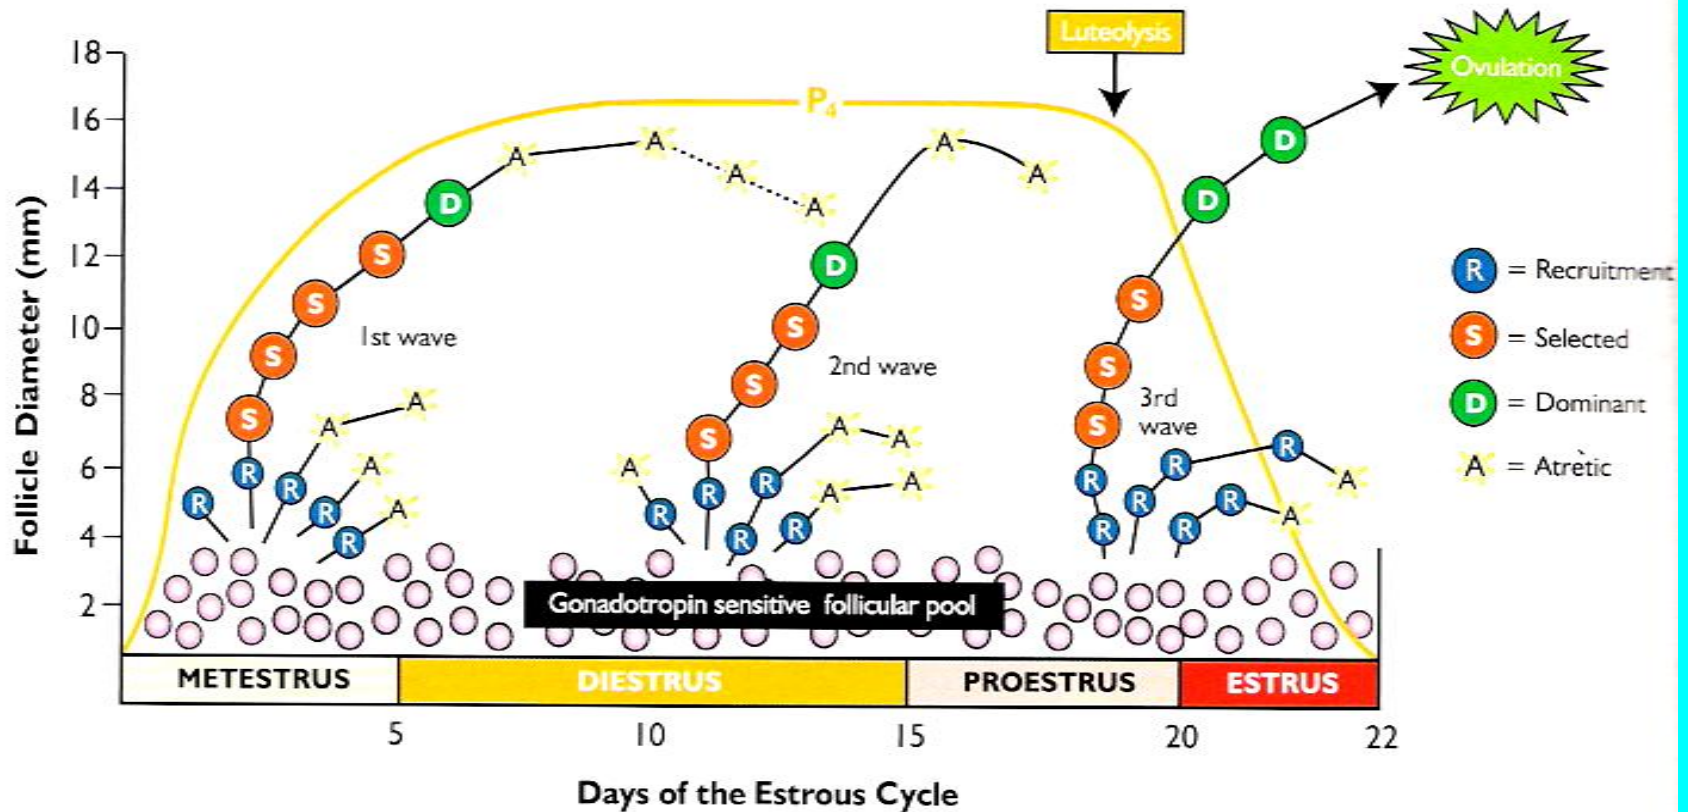 Luteolysis
Ovulation
P4
18
16
14
12
10
8
6
4
2
Follicle Diameter (mm)
A
A
A
A
D
S
S
S
S
1st wave
R
R
R
R
R
A
A
A
A
A
A
D
S
S
S
2nd wave
A
R
R
R
R
R
A
A
A
A
D
D
S
S
S
3rd
wave
R
R
R
R
R
R
R
A
A
R = Recruitment
S = Selected
D = Dominant
A = Atretic
Gonadotropin sensitive follicular pool
METESTRUS
DIESTRUS
PROESTRUS
ESTRUS
5
10
15
20
22
Days of the Estrous Cycle